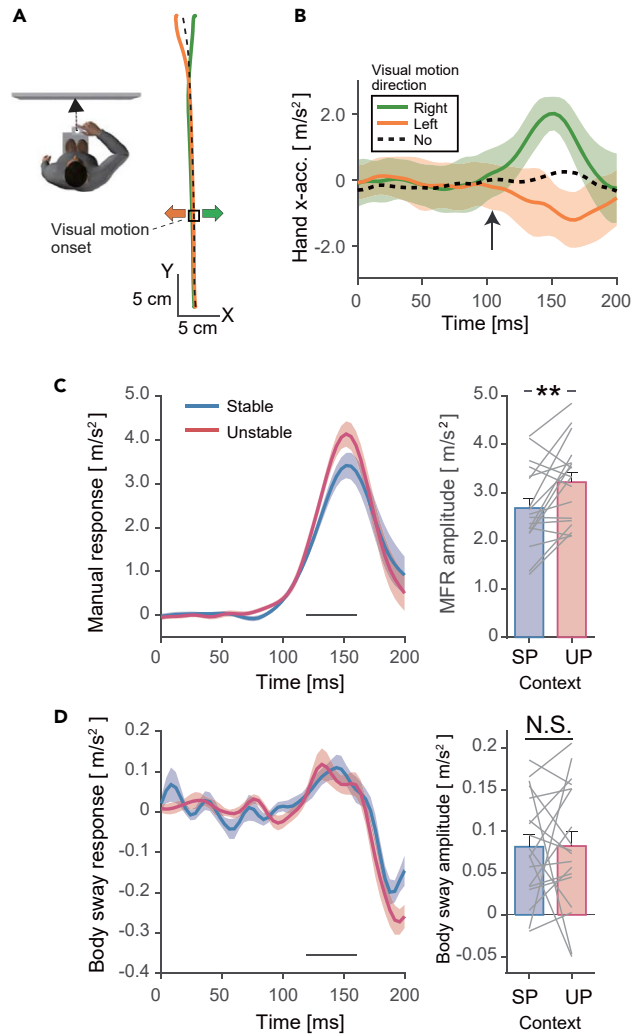 A
Visual motion
onset
Y
5 cm
X
5 cm
B
Visual motion
direction
Right
Left
No
Hand x-acc. [ m/s² ]
2.0
0
-2.0
0
50
100
150
200
Time [ms]
C
Manual response [ m/s² ]
5.0
4.0
3.0
2.0
1.0
0
Stable
Unstable
0
50
100
150
200
Time [ms]
MFR amplitude [ m/s² ]
5.0
4.0
3.0
2.0
1.0
0
**
SP
UP
Context
D
Body sway response [ m/s² ]
0.2
0.1
0
-0.1
-0.2
-0.3
-0.4
0
50
100
150
200
Time [ms]
Body sway amplitude [ m/s² ]
N.S.
0.2
0.15
0.1
0.05
0
-0.05
SP
UP
Context